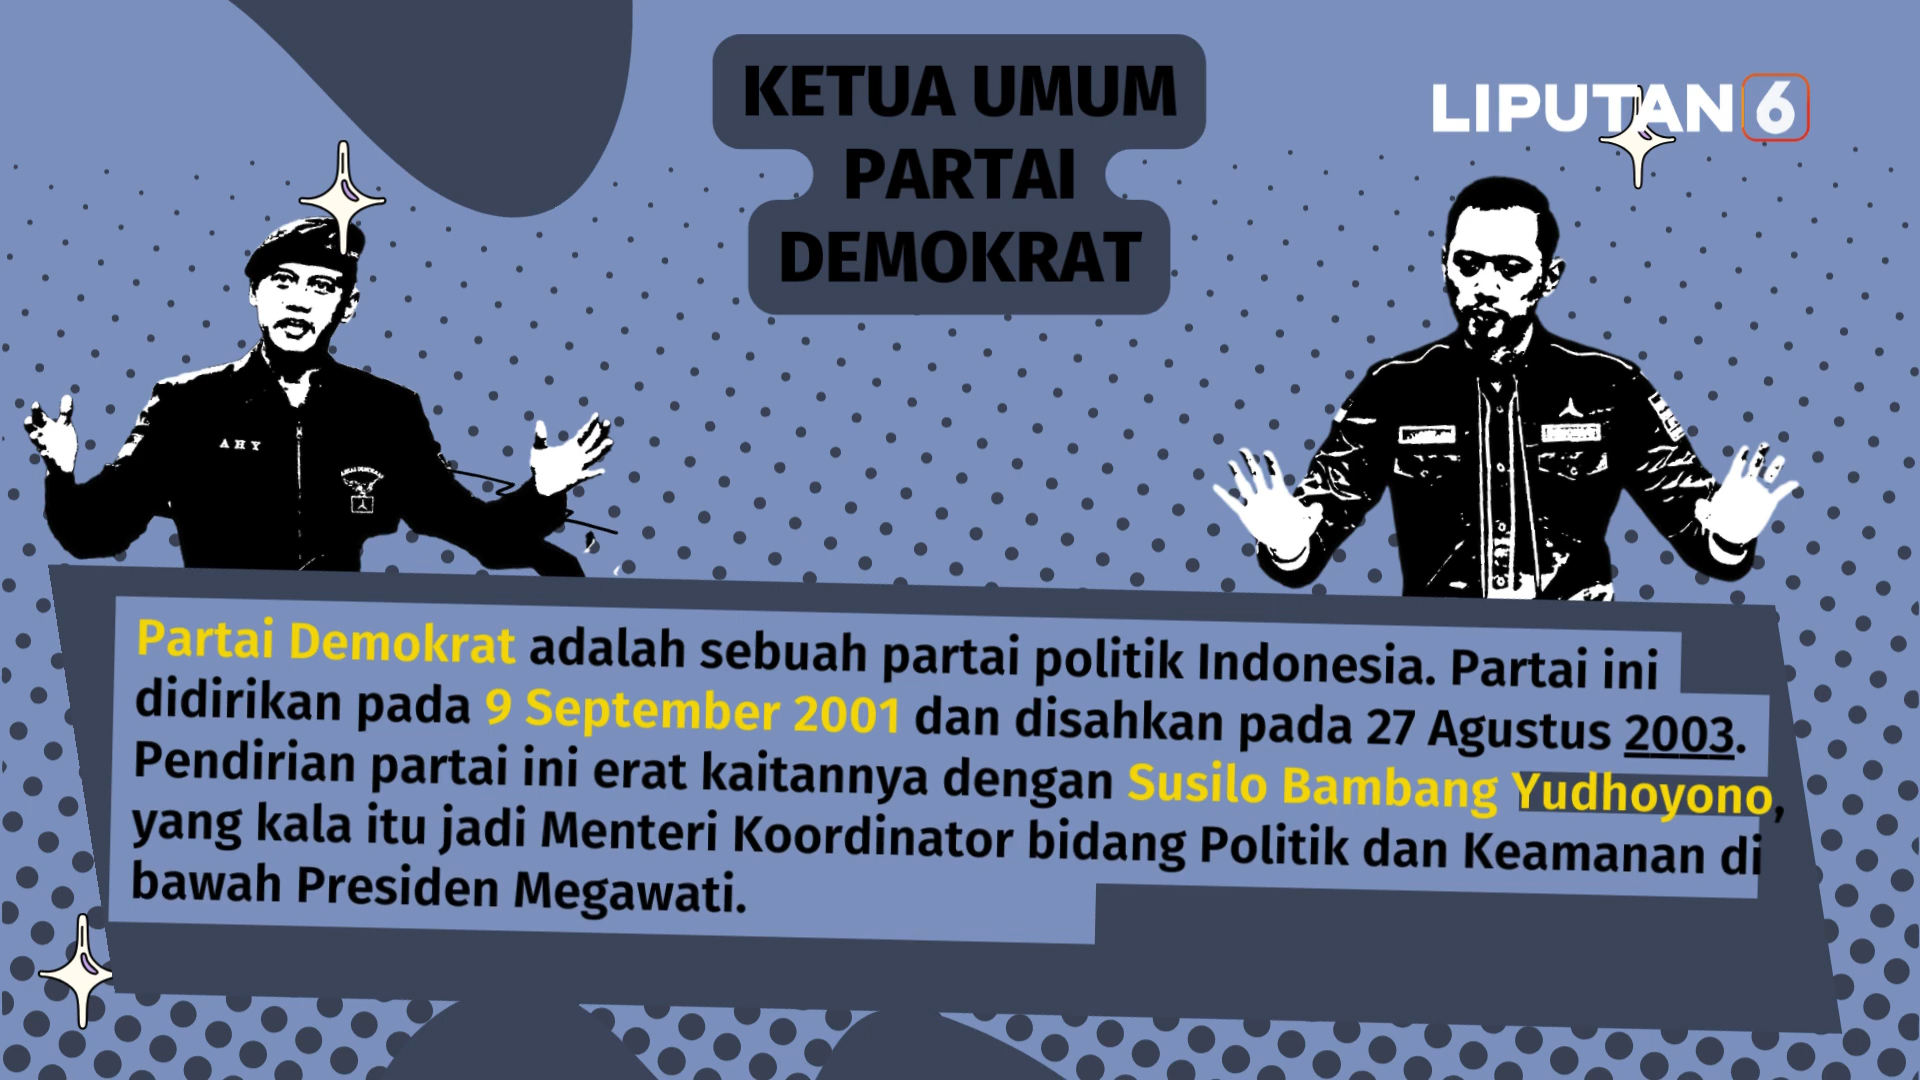 KETUA UMUM
PARTAI
DEMOKRAT
LIPUTAN 6
AHY
Partai Demokrat adalah sebuah partai politik Indonesia. Partai ini
didirikan pada 9 September 2001 dan disahkan pada 27 Agustus 2003.
Pendirian partai ini erat kaitannya dengan Susilo Bambang Yudhoyono,
yang kala itu jadi Menteri Koordinator bidang Politik dan Keamanan di
bawah Presiden Megawati.